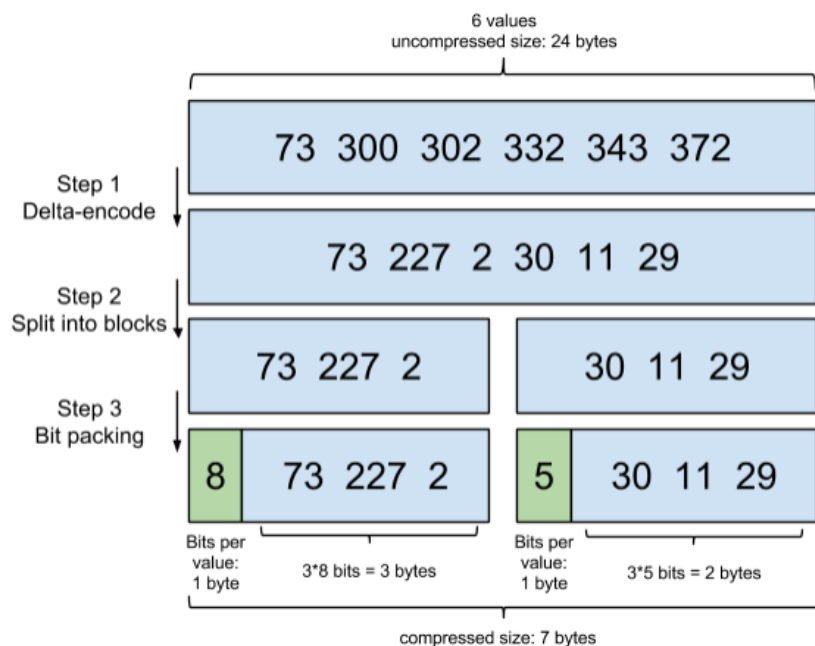 6 values
uncompressed size: 24 bytes
73 300 302 332 343 372
Step 1
Delta-encode
73 227 2 30 11 29
Step 2
Split into blocks
73 227 2
30 11 29
Step 3
Bit packing
8
73 227 2
5
30 11 29
Bits per
value:
1 byte
3*8 bits = 3 bytes
Bits per
value:
1 byte
3*5 bits = 2 bytes
compressed size: 7 bytes